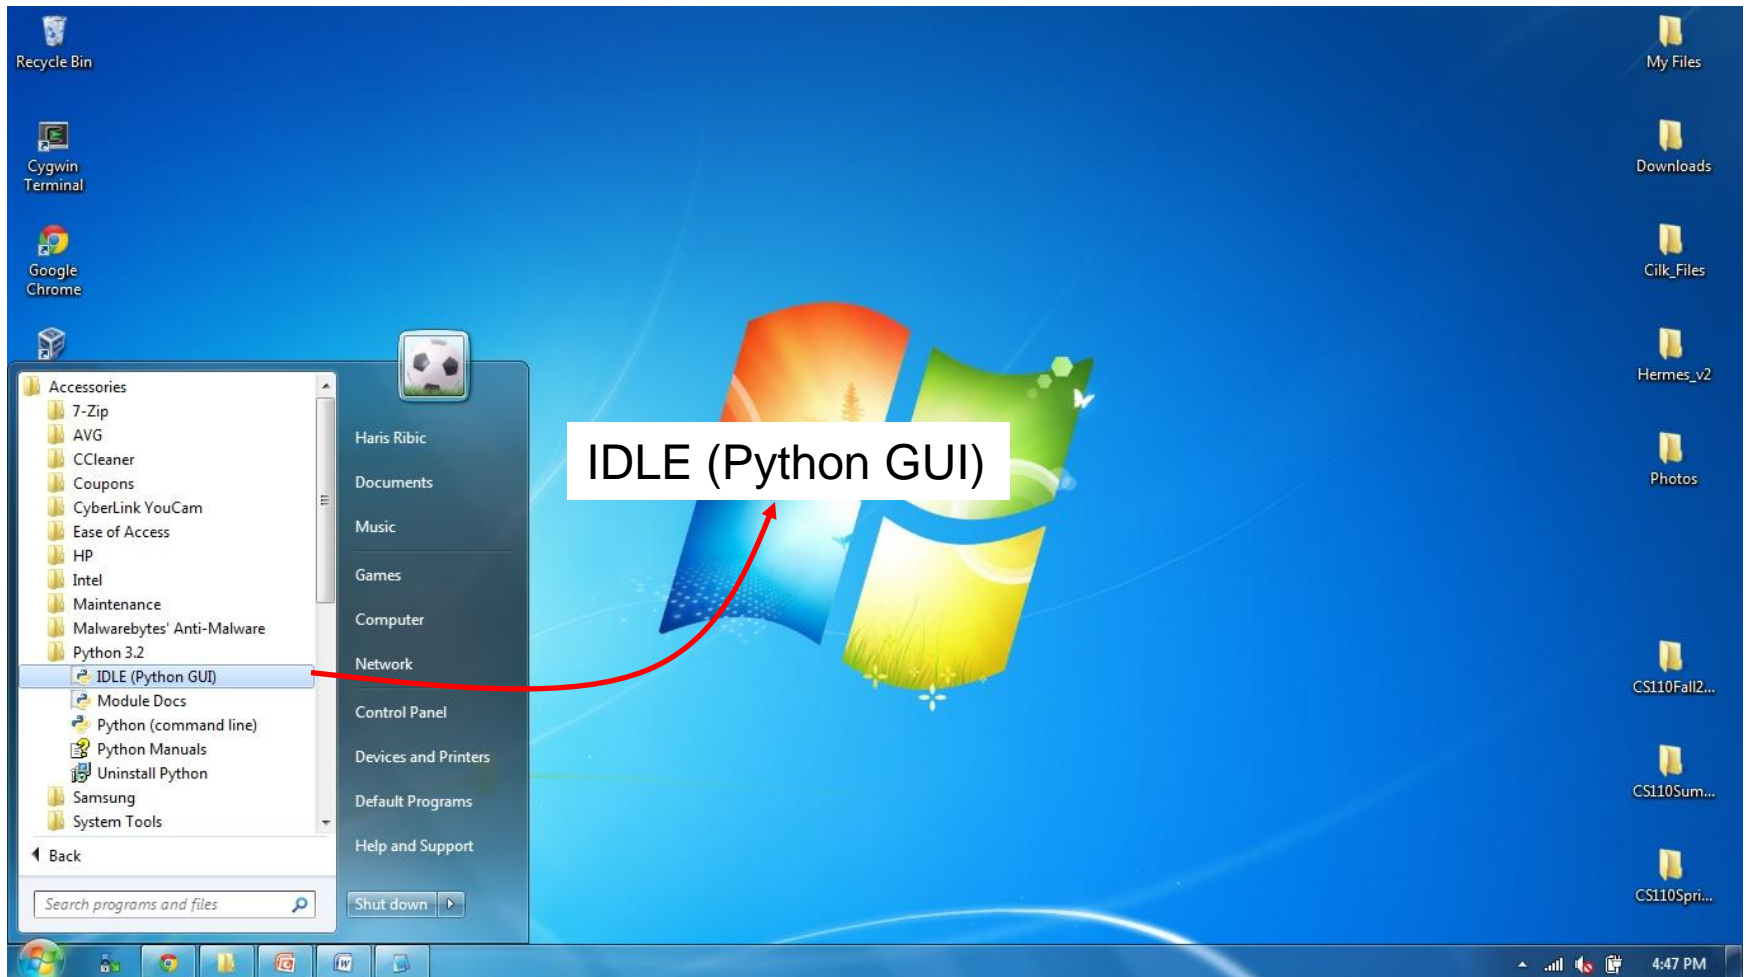 Recycle Bin
Cygwin
Terminal
Google
Chrome
My Files
Downloads
Cilk_Files
Hermes_v2
Photos
CS110Fall2...
CS110Sum...
CS110Spri...
IDLE (Python GUI)
Accessories
7-Zip
AVG
CCleaner
Coupons
CyberLink YouCam
Ease of Access
HP
Intel
Maintenance
Malwarebytes' Anti-Malware
Python 3.2
IDLE (Python GUI)
Module Docs
Python (command line)
Python Manuals
Uninstall Python
Samsung
System Tools
Back
Search programs and files
Haris Ribic
Documents
Music
Games
Computer
Network
Control Panel
Devices and Printers
Default Programs
Help and Support
Shut down
4:47 PM